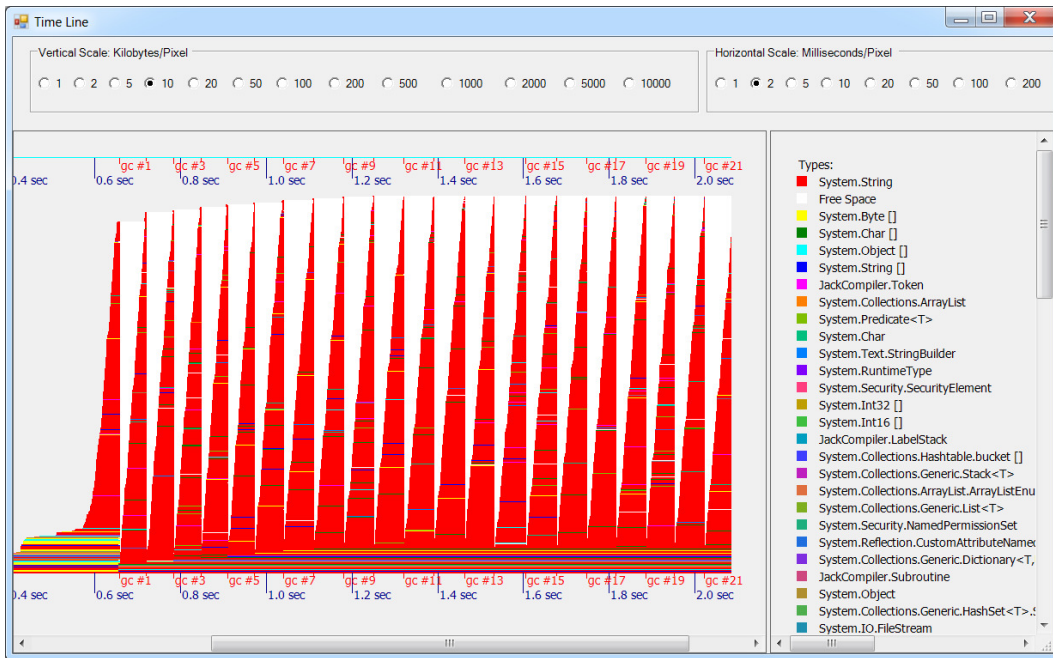 Time Line
Vertical Scale: Kilobytes/Pixel
1 2 5 10 20 50 100 200 500 1000 2000 5000 10000
Horizontal Scale: Milliseconds/Pixel
1 2 5 10 20 50 100 200
gc #1 gc #3 gc #5 gc #7 gc #9 gc #11 gc #13 gc #15 gc #17 gc #19 gc #21
0.4 sec 0.6 sec 0.8 sec 1.0 sec 1.2 sec 1.4 sec 1.6 sec 1.8 sec 2.0 sec
gc #1 gc #3 gc #5 gc #7 gc #9 gc #11 gc #13 gc #15 gc #17 gc #19 gc #21
0.4 sec 0.6 sec 0.8 sec 1.0 sec 1.2 sec 1.4 sec 1.6 sec 1.8 sec 2.0 sec
Types:
System.String
Free Space
System.Byte []
System.Char []
System.Object []
System.String []
JackCompiler.Token
System.Collections.ArrayList
System.Predicate<T>
System.Char
System.Text.StringBuilder
System.RuntimeType
System.Security.SecurityElement
System.Int32 []
System.Int16 []
JackCompiler.LabelStack
System.Collections.Hashtable.bucket []
System.Collections.Generic.Stack<T>
System.Collections.ArrayList.ArrayListEnu
System.Collections.Generic.List<T>
System.Security.NamedPermissionSet
System.Reflection.CustomAttributeName
System.Collections.Generic.Dictionary<T,
JackCompiler.Subroutine
System.Object
System.Collections.Generic.HashSet<T>.
System.IO.FileStream